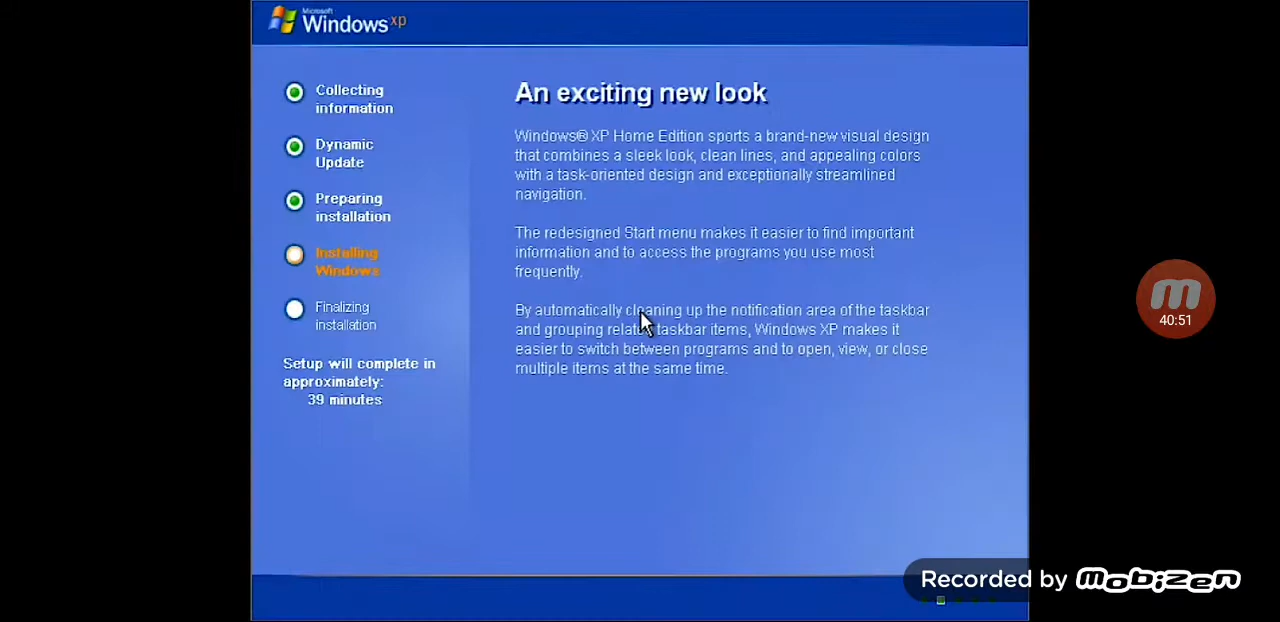 Microsoft
Windows xp
Collecting
information
Dynamic
Update
Preparing
installation
Installing
Windows
Finalizing
installation
Setup will complete in
approximately:
39 minutes
An exciting new look
Windows® XP Home Edition sports a brand-new visual design
that combines a sleek look, clean lines, and appealing colors
with a task-oriented design and exceptionally streamlined
navigation.
The redesigned Start menu makes it easier to find important
information and to access the programs you use most
frequently.
By automatically cleaning up the notification area of the taskbar
and grouping related taskbar items, Windows XP makes it
easier to switch between programs and to open, view, or close
multiple items at the same time.
40:51
Recorded by mobizen